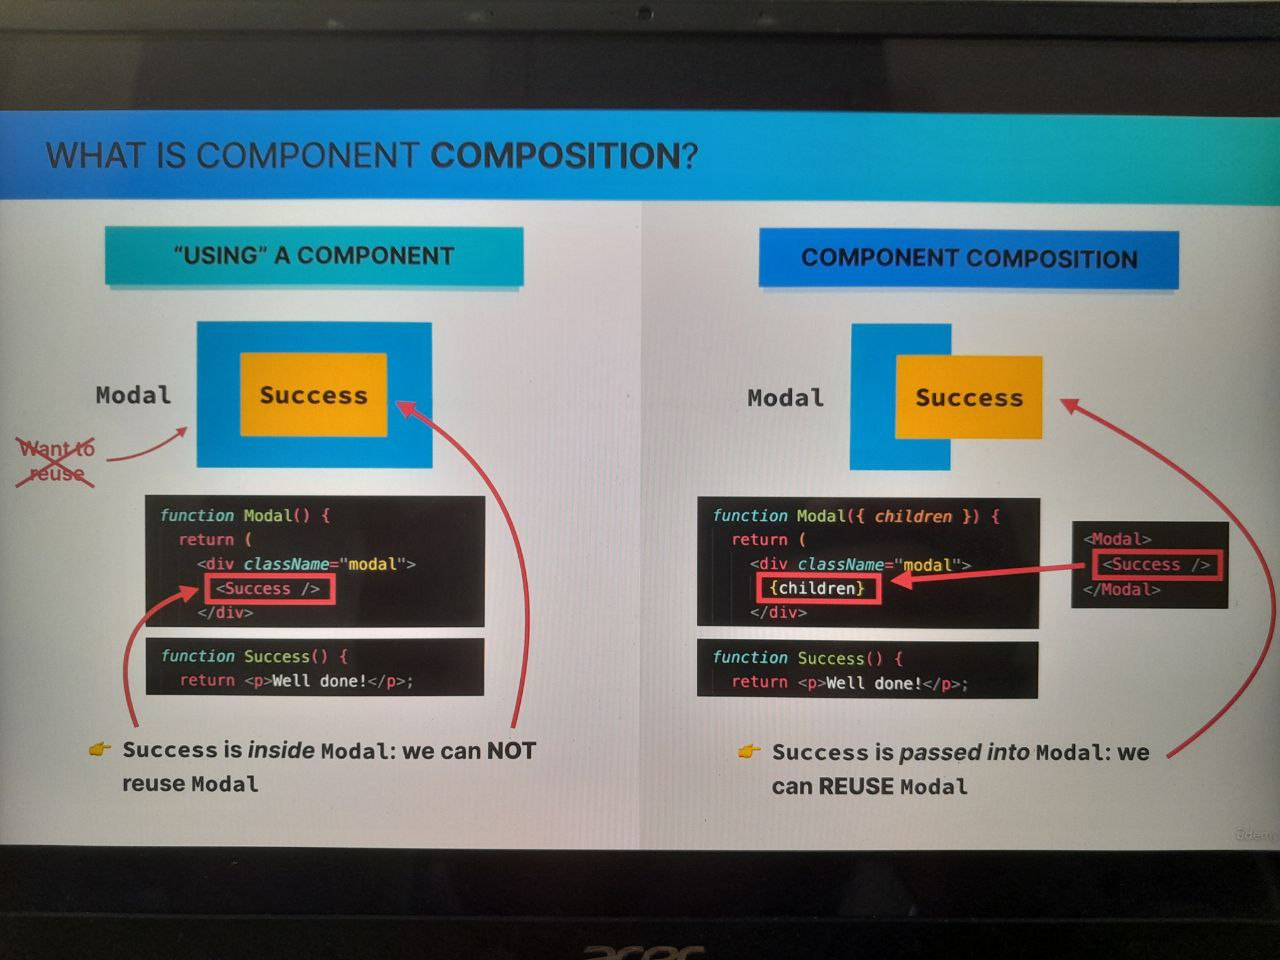 WHAT IS COMPONENT COMPOSITION?
“USING” A COMPONENT
Modal
Success
Want to
reuse
function Modal() {
return (
<div className="modal">
<Success />
</div>
function Success() {
return <p>Well done!</p>;
👉 Success is inside Modal: we can NOT
reuse Modal
COMPONENT COMPOSITION
Modal
Success
function Modal({ children }) {
return (
<div className="modal">
{children}
</div>
<Modal>
<Success />
</Modal>
function Success() {
return <p>Well done!</p>;
👉 Success is passed into Modal: we
can REUSE Modal
acer